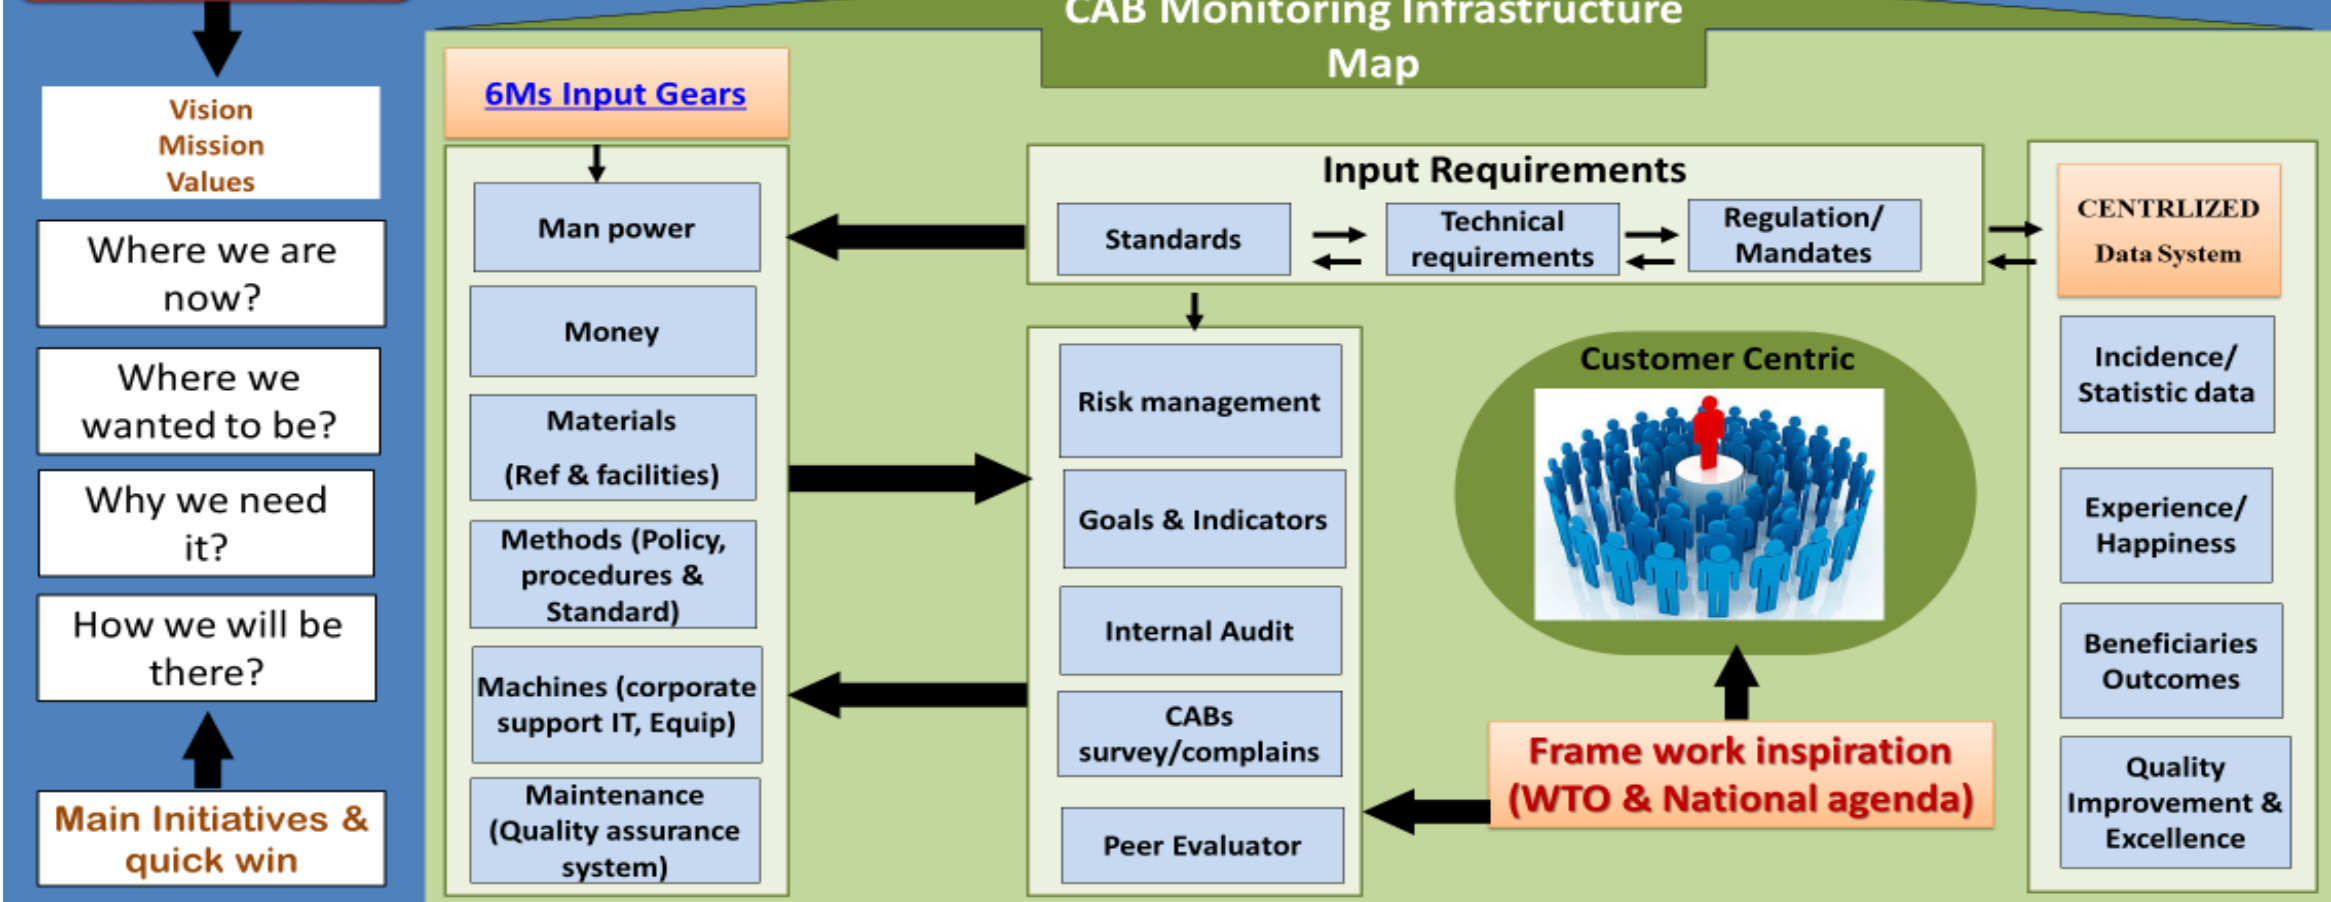 CAB Monitoring Infrastructure
Map
Vision
Mission
Values
Where we are
now?
Where we
wanted to be?
Why we need
it?
How we will be
there?
Main Initiatives &
quick win
6Ms Input Gears
Man power
Money
Materials
(Ref & facilities)
Methods (Policy,
procedures &
Standard)
Machines (corporate
support IT, Equip)
Maintenance
(Quality assurance
system)
Input Requirements
Standards
Technical
requirements
Regulation/
Mandates
Risk management
Goals & Indicators
Internal Audit
CABs
survey/complains
Peer Evaluator
Customer Centric
Frame work inspiration
(WTO & National agenda)
CENTRLIZED
Data System
Incidence/
Statistic data
Experience/
Happiness
Beneficiaries
Outcomes
Quality
Improvement &
Excellence